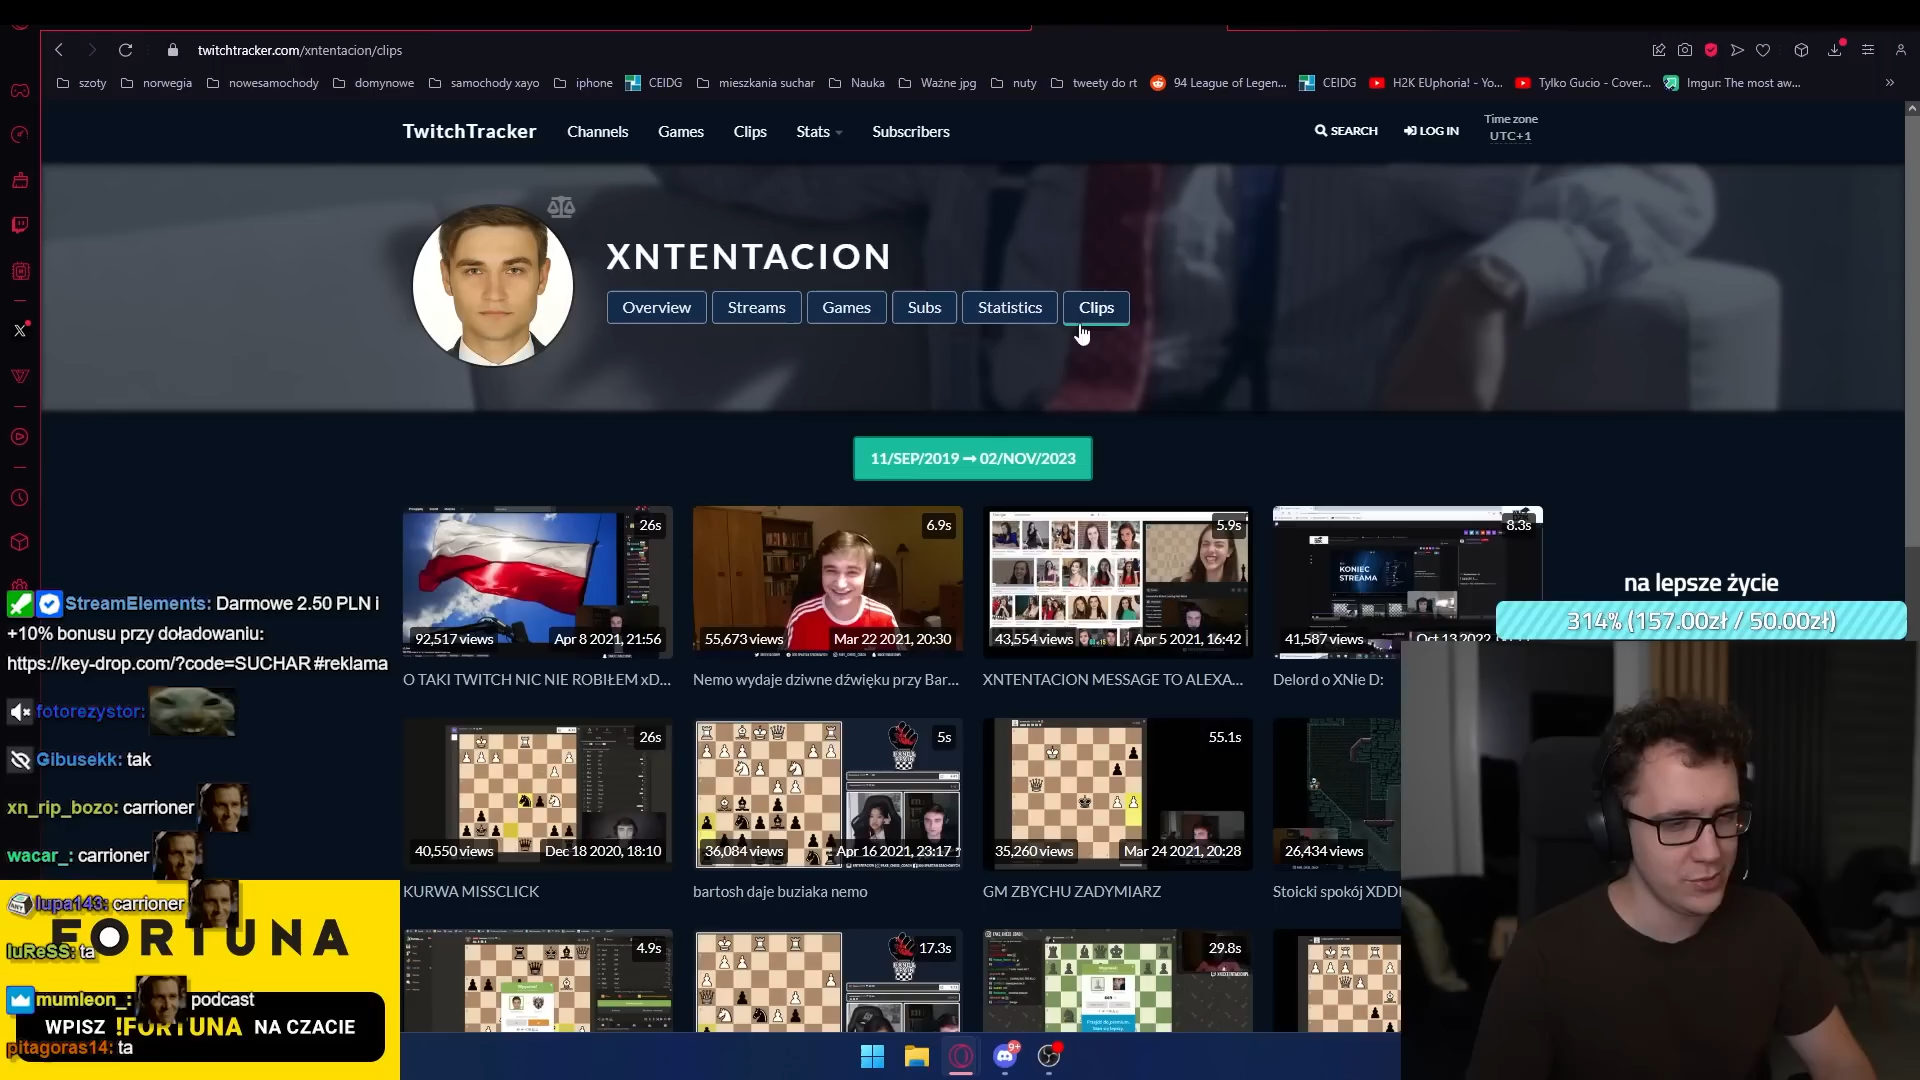 twitchtracker.com/xntentacion/clips
szoty
norwegia
nowesamochody
domynowe
samochody xayo
iphone
CEIDG
mieszkania suchar
Nauka
Ważne jpg
nuty
tweety do rt
94 League of Legen...
CEIDG
H2K EUphoria! - Yo...
Tylko Gucio - Cover...
Imgur: The most aw...
TwitchTracker
Channels
Games
Clips
Stats
Subscribers
SEARCH
LOG IN
Time zone
UTC+1
XNTENTACION
Overview
Streams
Games
Subs
Statistics
Clips
11/SEP/2019 → 02/NOV/2023
26s
92,517 views
Apr 8 2021, 21:56
O TAKI TWITCH NIC NIE ROBIŁEM xD...
6.9s
55,673 views
Mar 22 2021, 20:30
Nemo wydaje dziwne dźwięku przy Bar...
5.9s
43,554 views
Apr 5 2021, 16:42
XNTENTACION MESSAGE TO ALEXA...
8.3s
KONIEC
STREAMA
41,587 views
Oct 13 2022
Delord o XNie D:
na lepsze życie
314% (157.00zł / 50.00zł)
26s
40,550 views
Dec 18 2020, 18:10
KURWA MISSCLICK
5s
36,084 views
Apr 16 2021, 23:17
bartosh daje buziaka nemo
55.1s
35,260 views
Mar 24 2021, 20:28
GM ZBYCHU ZADYMIARZ
26,434 views
Stoicki spokój XDD
4.9s
17.3s
29.8s
StreamElements: Darmowe 2.50 PLN i
+10% bonusu przy doładowaniu:
https://key-drop.com/?code=SUCHAR #reklama
fotorezystor:
Gibusekk: tak
xn_rip_bozo: carrioner
wacar_: carrioner
lupa143: carrioner
FORTUNA
luReSS: ta
mumleon_: podcast
WPISZ !FORTUNA NA CZACIE
pitagoras14: ta
9+